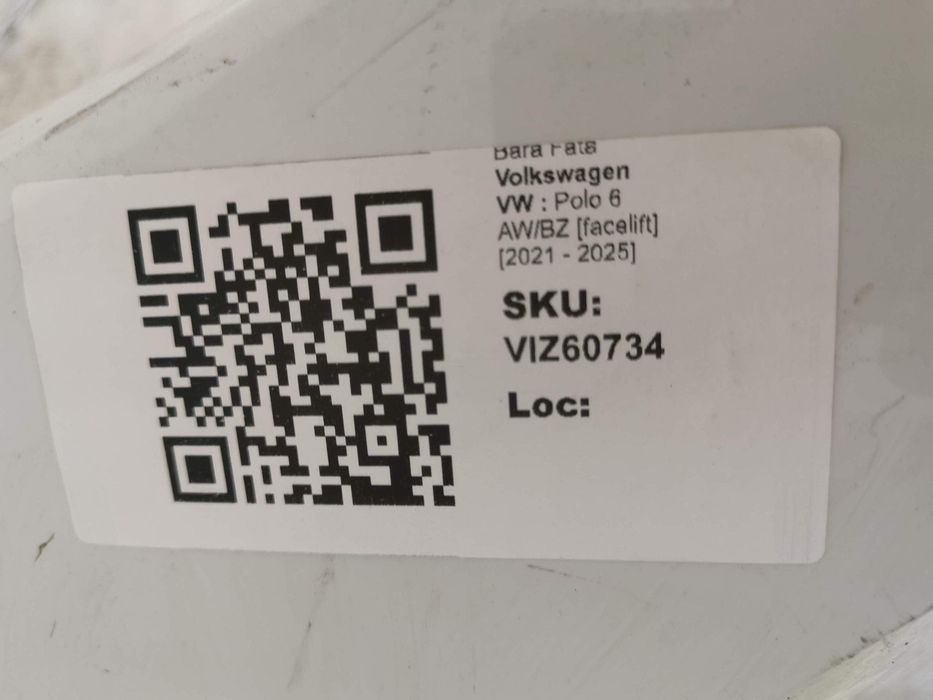 Bara Fata
Volkswagen
VW : Polo 6
AW/BZ [facelift]
[2021 - 2025]
SKU:
VIZ60734
Loc: